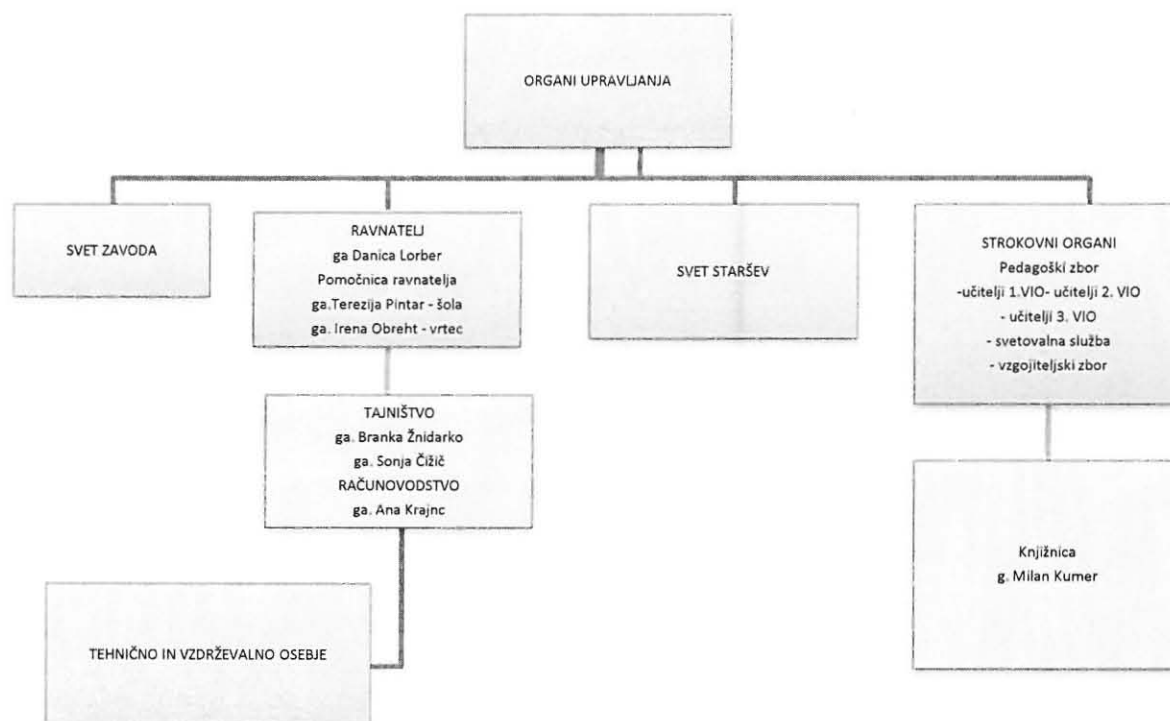 ORGANI UPRAVLJANJA
SVET ZAVODA
RAVNATELJ
ga Danica Lorber
Pomočnica ravnatelja
ga.Terezija Pintar - šola
ga. Irena Obreht - vrtec
SVET STARŠEV
STROKOVNI ORGANI
Pedagoški zbor
-učitelji 1.VIO- učitelji 2. VIO
- učitelji 3. VIO
- svetovalna služba
- vzgojiteljski zbor
TAJNIŠTVO
ga. Branka Žnidarko
ga. Sonja Čižič
RAČUNOVODSTVO
ga. Ana Krajnc
Knjižnica
g. Milan Kumer
TEHNIČNO IN VZDRŽEVALNO OSEBJE